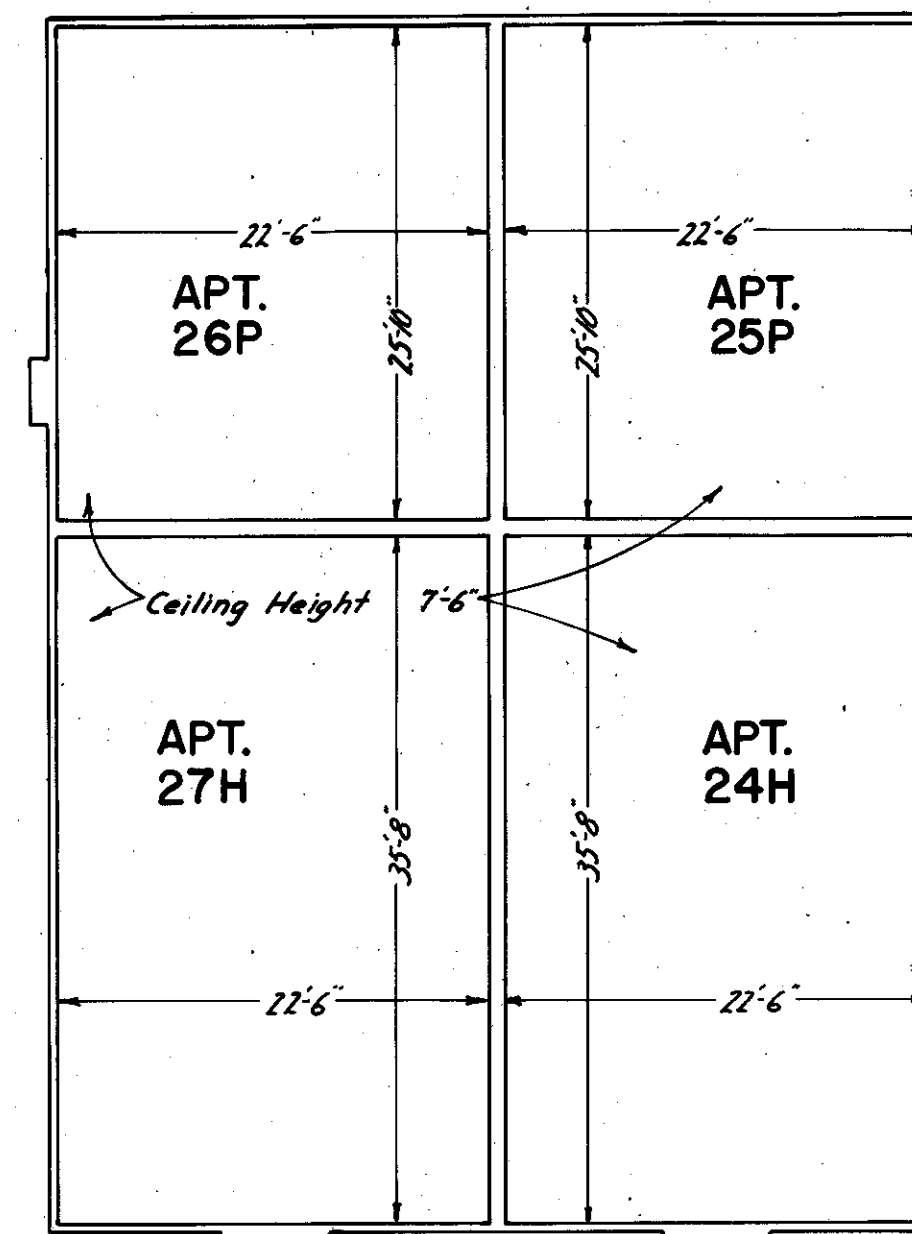 22'-6"
22'-6"
APT.
26P
25'-10"
25'-10"
APT.
25P
Ceiling Height 7'-6"
APT.
27H
35'-8"
35'-8"
APT.
24H
22'-6"
22'-6"